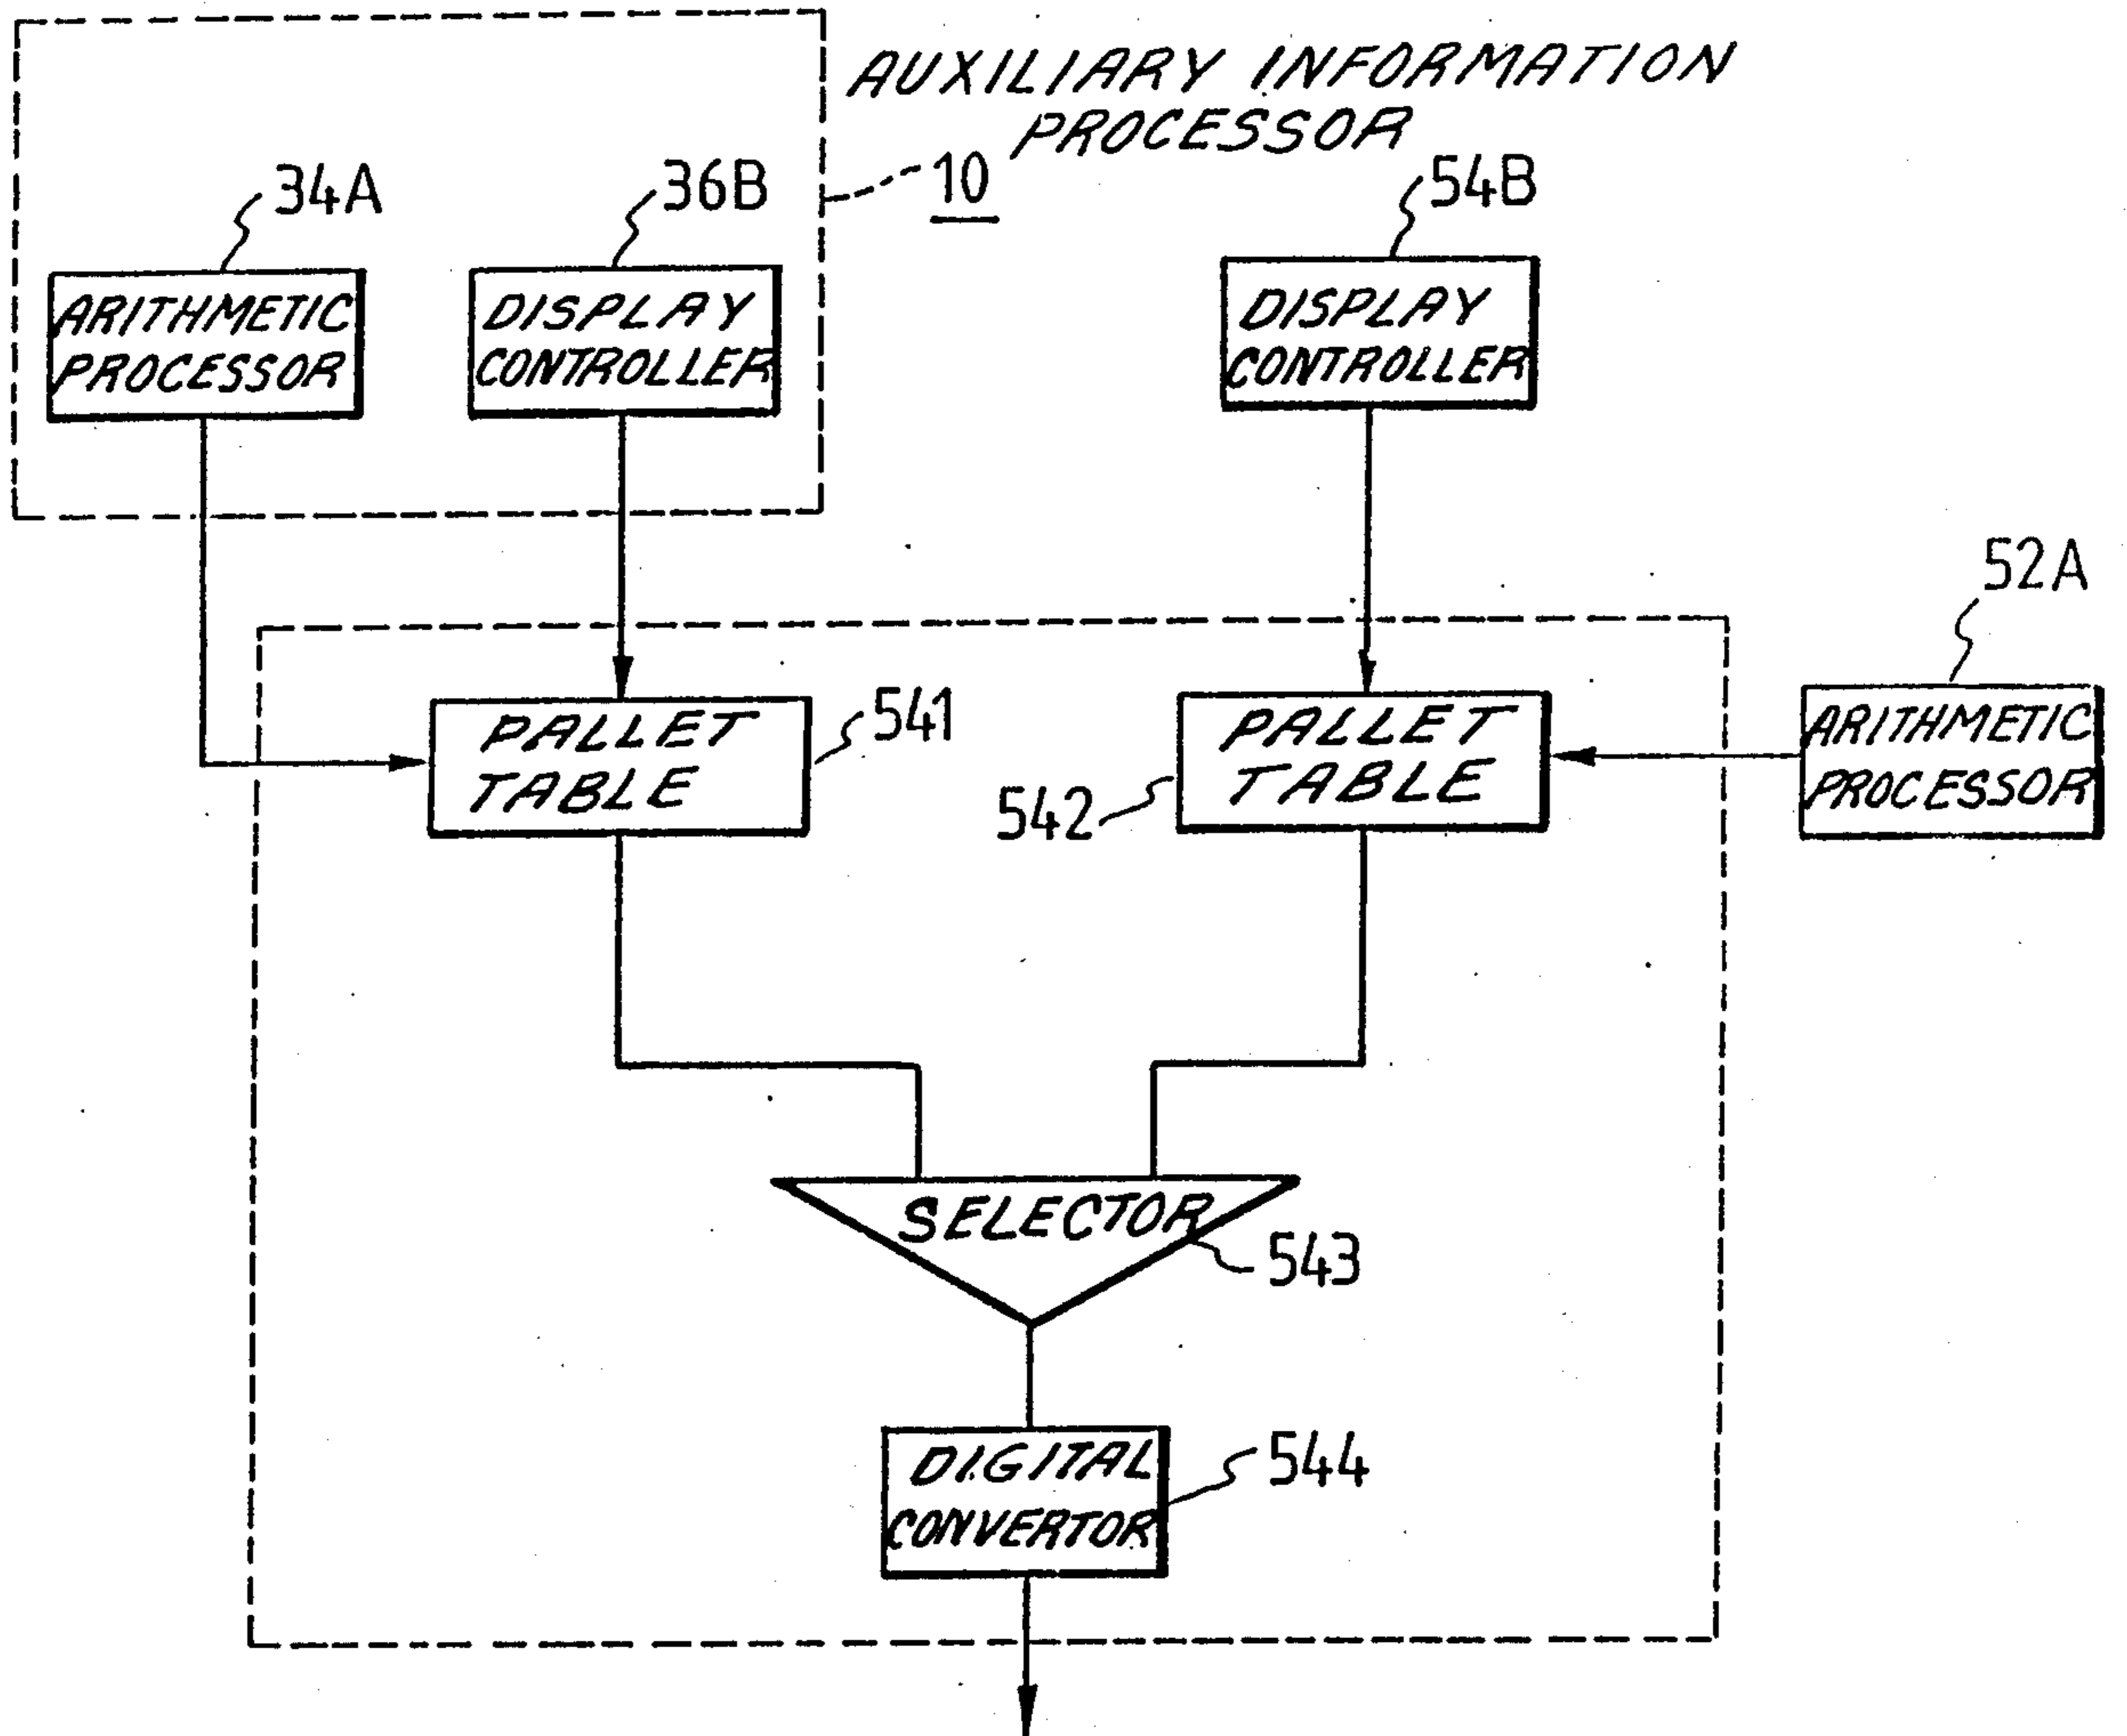 AUXILIARY INFORMATION
PROCESSOR
10
34A
36B
54B
ARITHMETIC
PROCESSOR
DISPLAY
CONTROLLER
DISPLAY
CONTROLLER
52A
PALLET
TABLE
541
PALLET
TABLE
542
ARITHMETIC
PROCESSOR
SELECTOR
543
DIGITAL
CONVERTOR
544